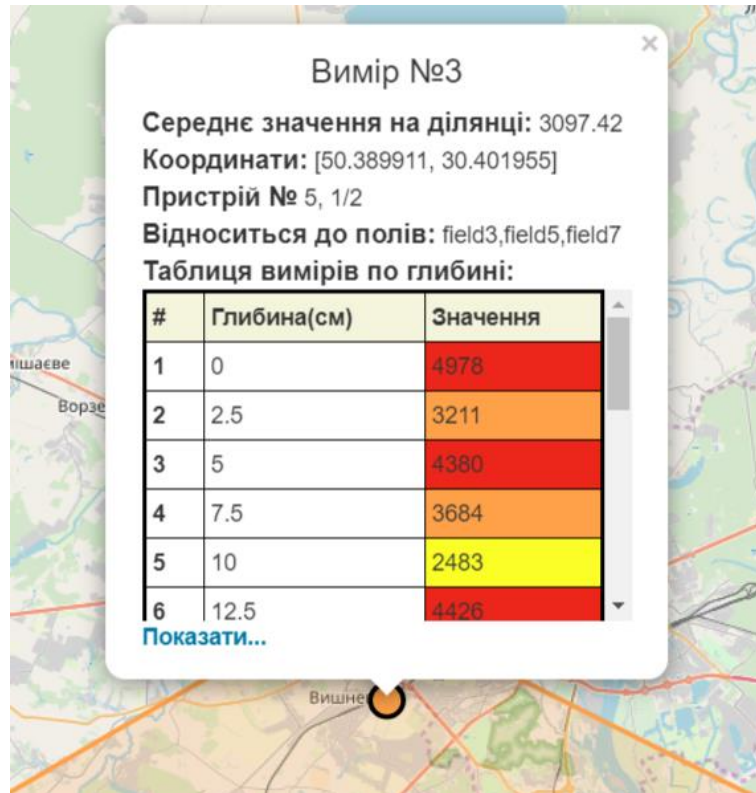 ×
Вимір №3
Середнє значення на ділянці: 3097.42
Координати: [50.389911, 30.401955]
Пристрій № 5, 1/2
Відноситься до полів: field3,field5,field7
Таблиця вимірів по глибині:
# Глибина(см) Значення
1 0 4978
2 2.5 3211
3 5 4380
4 7.5 3684
5 10 2483
6 12.5 4426
Показати...
мішаєве
Ворзе
Вишне